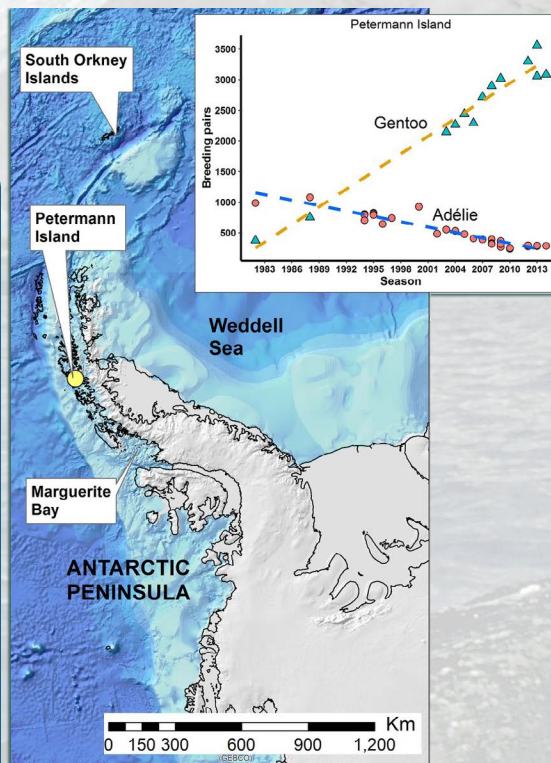 Petermann Island
3500
3000
2500
2000
1500
1000
500
Breeding pairs
Gentoo
Adélie
1983 1986 1989 1992 1995 1998 2001 2004 2007 2010 2013
Season
South Orkney
Islands
Petermann
Island
Weddell
Sea
Marguerite
Bay
ANTARCTIC
PENINSULA
Km
0 150 300 600 900 1,200
(GEBCO)